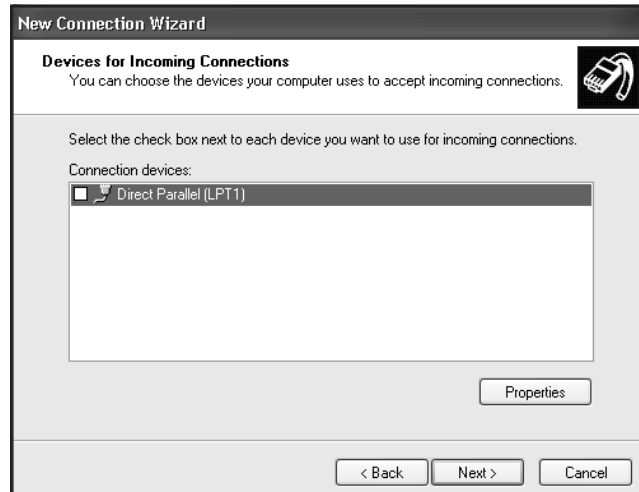 New Connection Wizard
Devices for Incoming Connections
You can choose the devices your computer uses to accept incoming connections.
Select the check box next to each device you want to use for incoming connections.
Connection devices:
Direct Parallel (LPT1)
Properties
< Back
Next >
Cancel